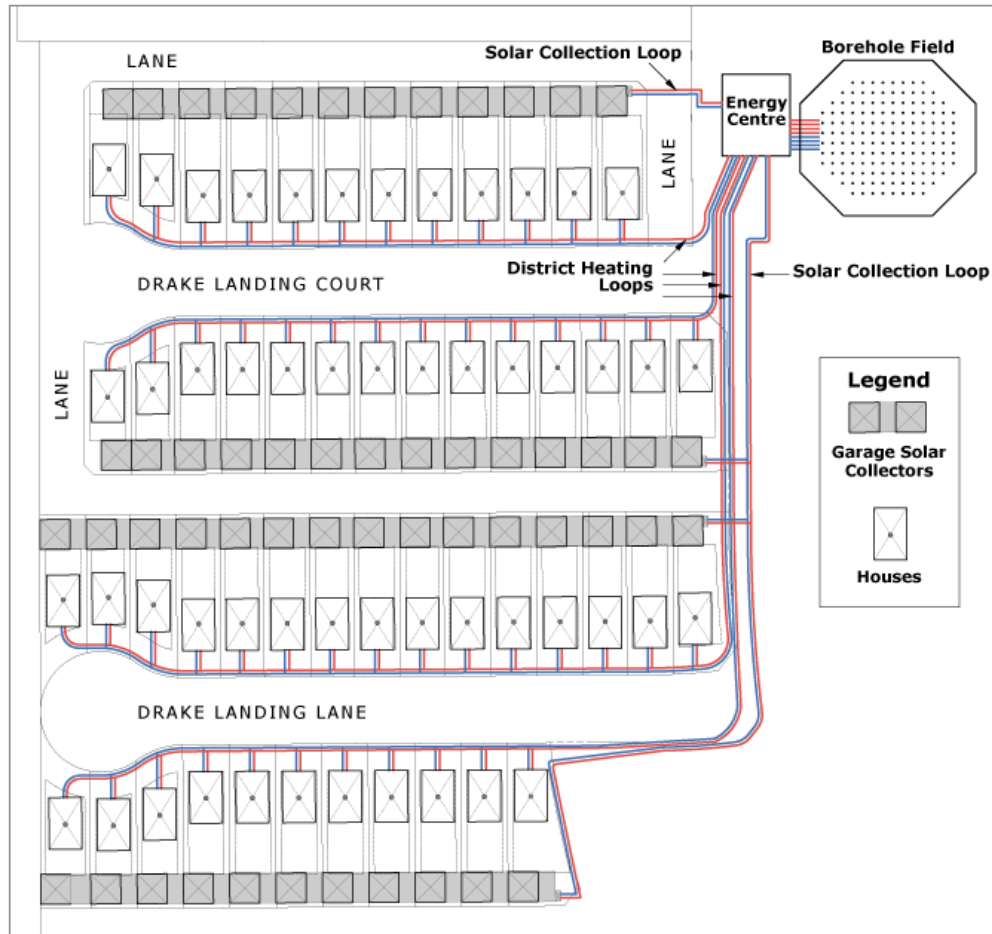 Solar Collection Loop
Borehole Field
LANE
Energy
Centre
LANE
District Heating
Loops
Solar Collection Loop
DRAKE LANDING COURT
LANE
Legend
Garage Solar
Collectors
Houses
DRAKE LANDING LANE